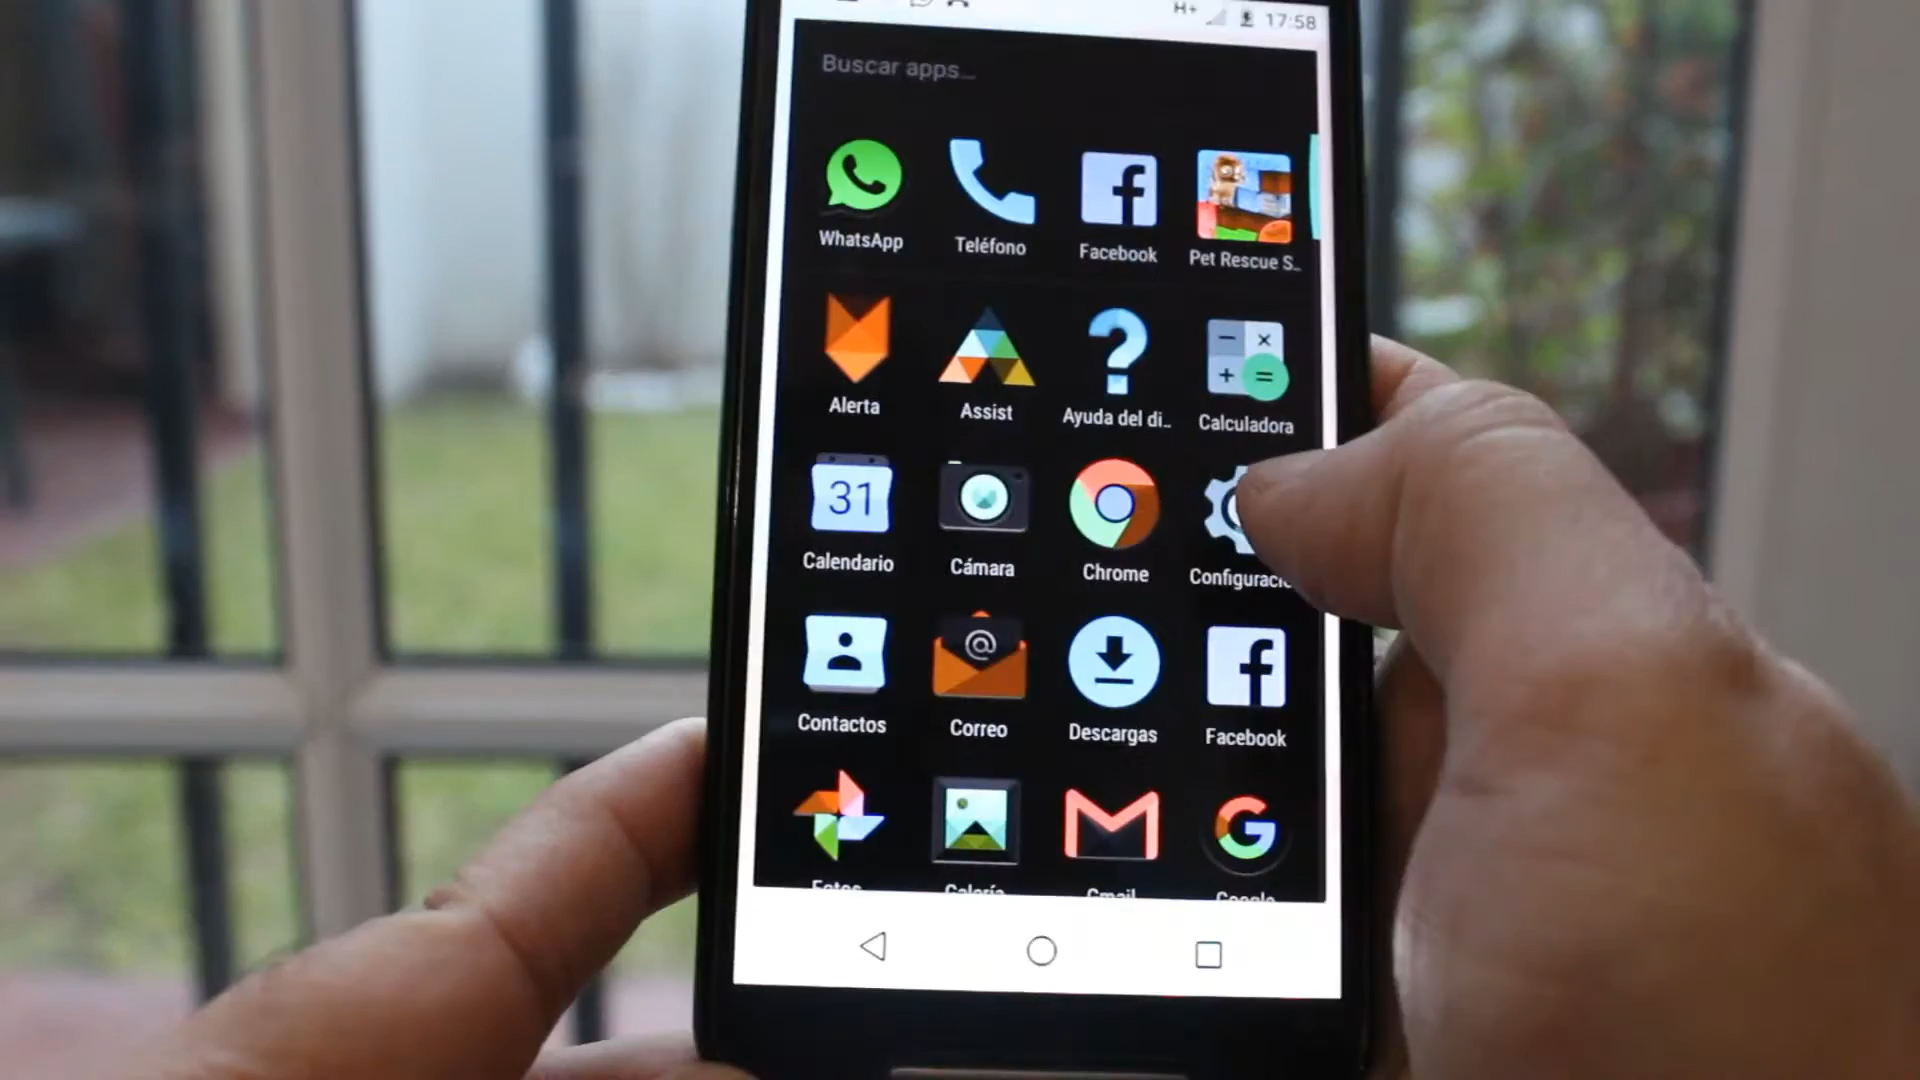 H+ 17:58
Buscar apps...
WhatsApp
Teléfono
Facebook
Pet Rescue S..
Alerta
Assist
Ayuda del di..
Calculadora
31
Calendario
Cámara
Chrome
Configuració
Contactos
@
Correo
Descargas
Facebook
Fotos
Galería
Gmail
Google